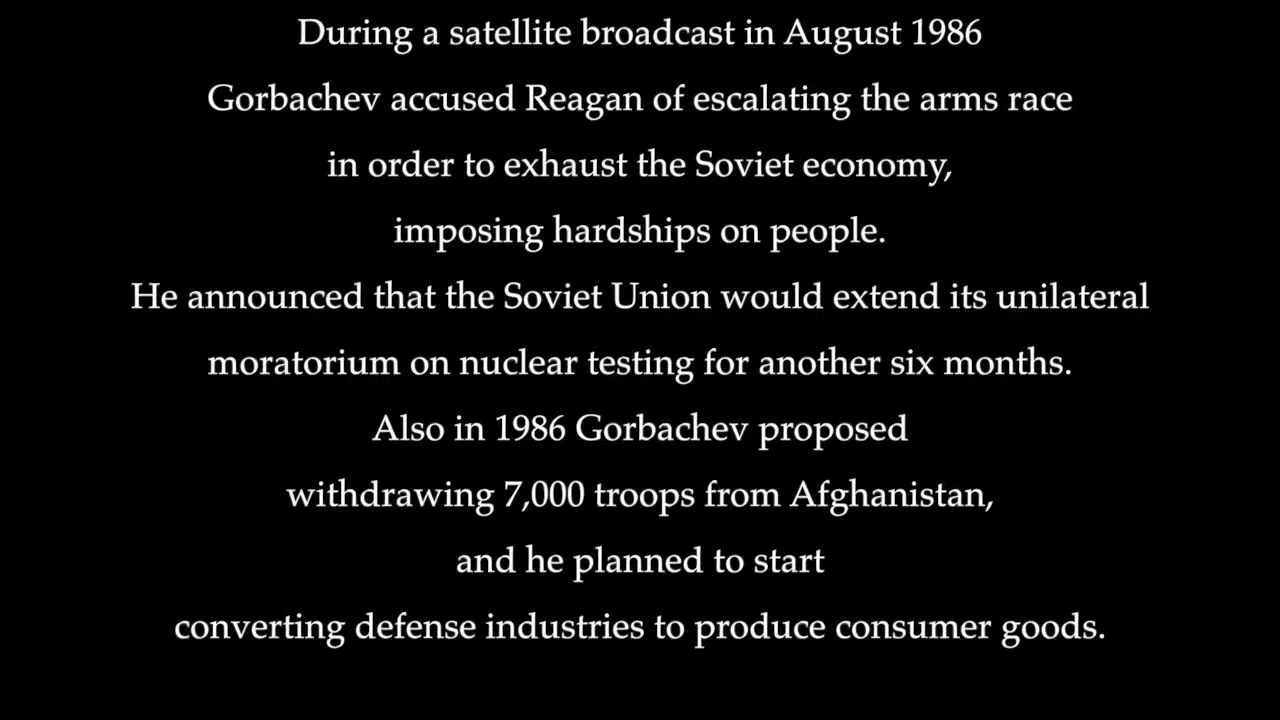 During a satellite broadcast in August 1986
Gorbachev accused Reagan of escalating the arms race
in order to exhaust the Soviet economy,
imposing hardships on people.
He announced that the Soviet Union would extend its unilateral
moratorium on nuclear testing for another six months.
Also in 1986 Gorbachev proposed
withdrawing 7,000 troops from Afghanistan,
and he planned to start
converting defense industries to produce consumer goods.